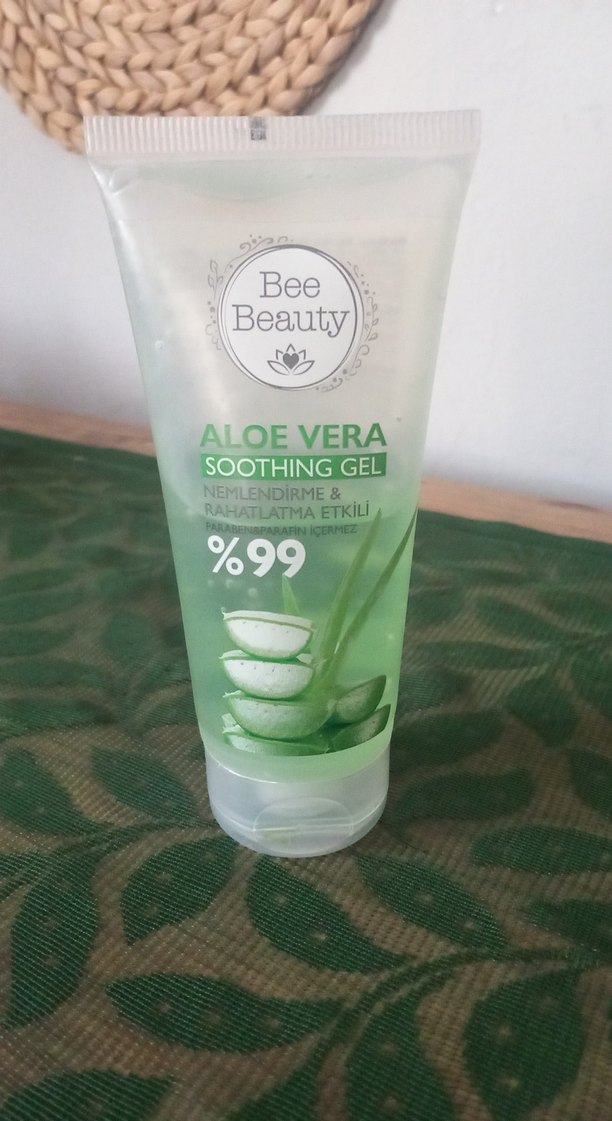 Bee
Beauty
ALOE VERA
SOOTHING GEL
NEMLENDİRME &
RAHATLATMA ETKİLİ
PARABEN&PARAFİN İÇERMEZ
%99